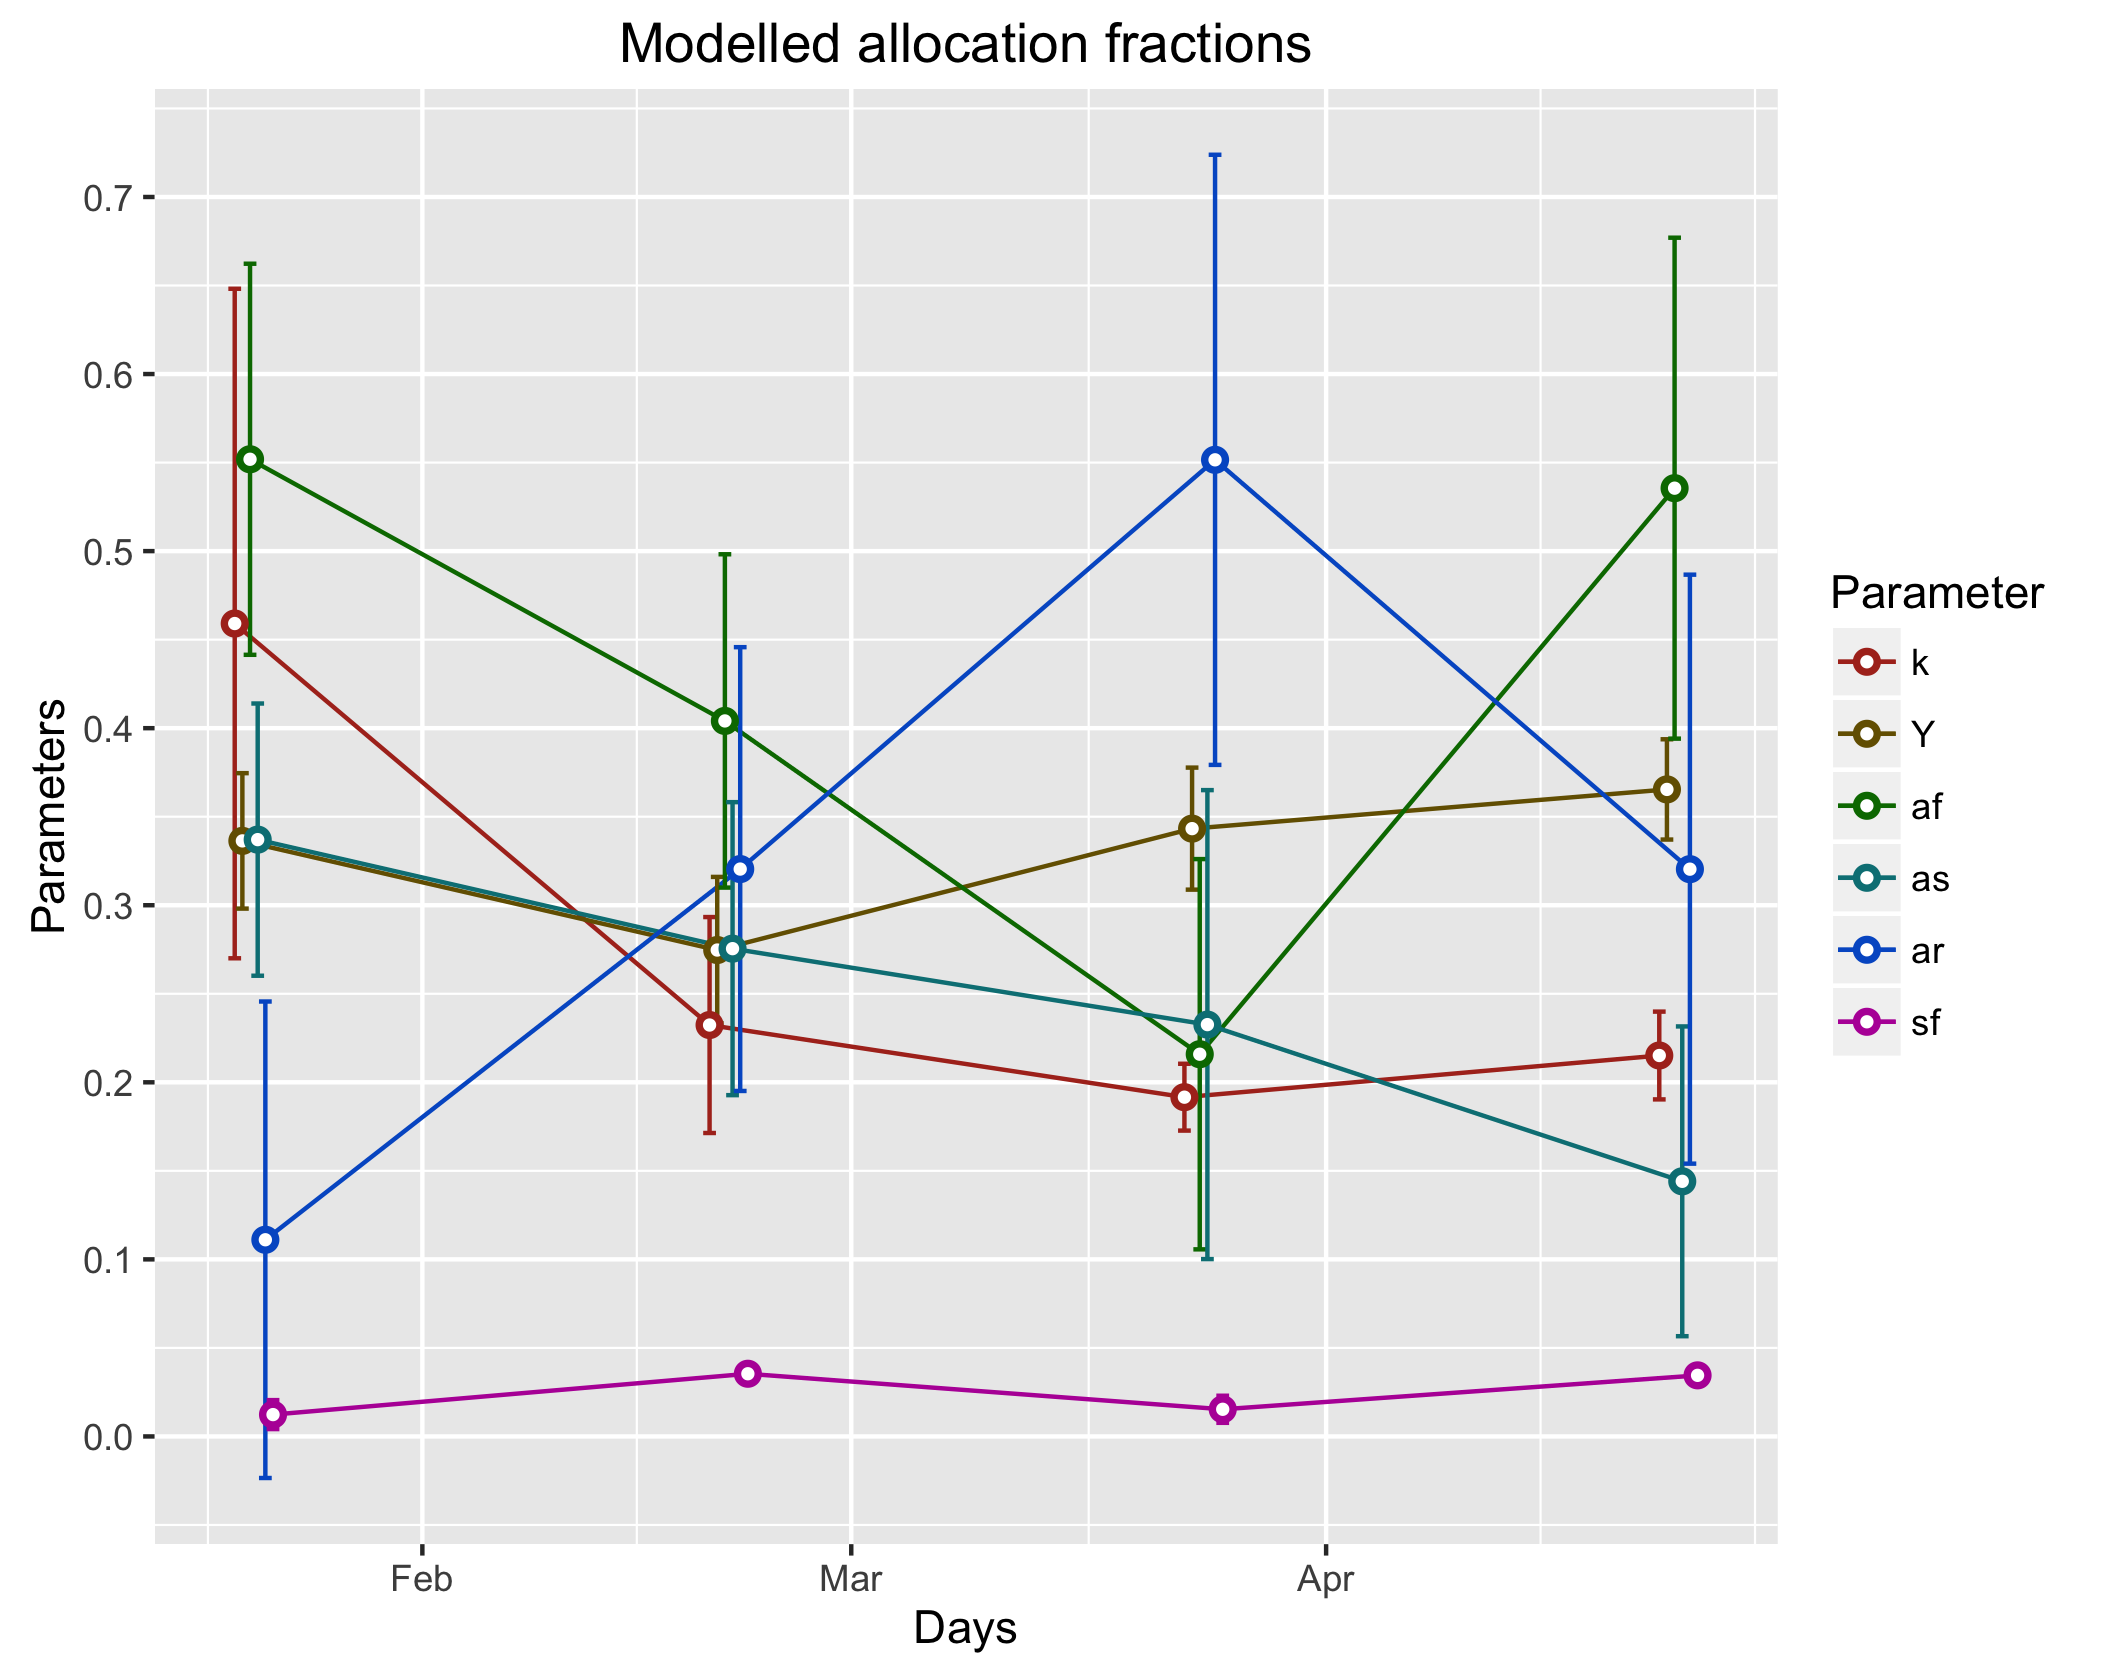 Modelled allocation fractions
Parameters
0.7
0.6
0.5
0.4
0.3
0.2
0.1
0.0
Feb Mar Apr
Days
Parameter
k
Y
af
as
ar
sf